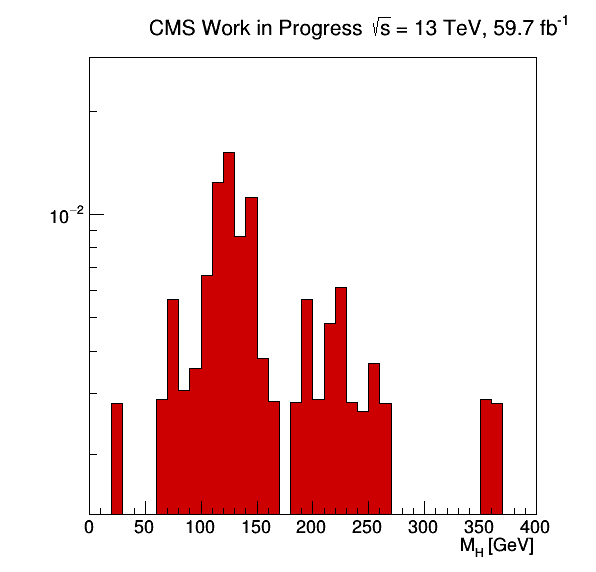 CMS Work in Progress √s = 13 TeV, 59.7 fb⁻¹
10⁻²
0 50 100 150 200 250 300 350 400
M_H [GeV]